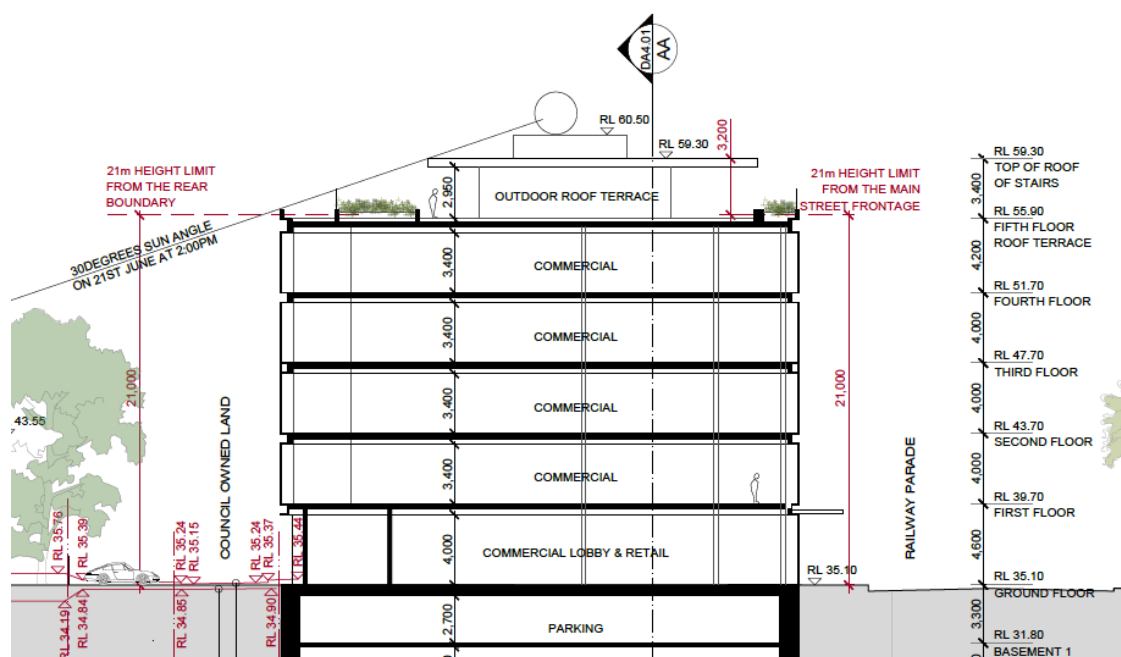 DA4.01
AA
RL 60.50
RL 59.30
3,200
21m HEIGHT LIMIT
FROM THE REAR
BOUNDARY
21m HEIGHT LIMIT
FROM THE MAIN
STREET FRONTAGE
RL 59.30
TOP OF ROOF
OF STAIRS
3,400
2,950
OUTDOOR ROOF TERRACE
RL 55.90
FIFTH FLOOR
ROOF TERRACE
30DEGREES SUN ANGLE
ON 21ST JUNE AT 2:00PM
3,400
COMMERCIAL
4,200
RL 51.70
FOURTH FLOOR
3,400
COMMERCIAL
4,000
RL 47.70
THIRD FLOOR
21,000
3,400
COMMERCIAL
21,000
4,000
RL 43.70
SECOND FLOOR
43.55
COUNCIL OWNED LAND
3,400
COMMERCIAL
RAILWAY PARADE
4,000
RL 39.70
FIRST FLOOR
RL 35.76
RL 35.39
RL 35.24
RL 35.15
RL 35.24
RL 35.37
RL 35.44
4,000
COMMERCIAL LOBBY & RETAIL
4,600
RL 35.10
RL 35.10
GROUND FLOOR
RL 34.19
RL 34.84
RL 34.85
RL 34.90
2,700
PARKING
3,300
RL 31.80
BASEMENT 1